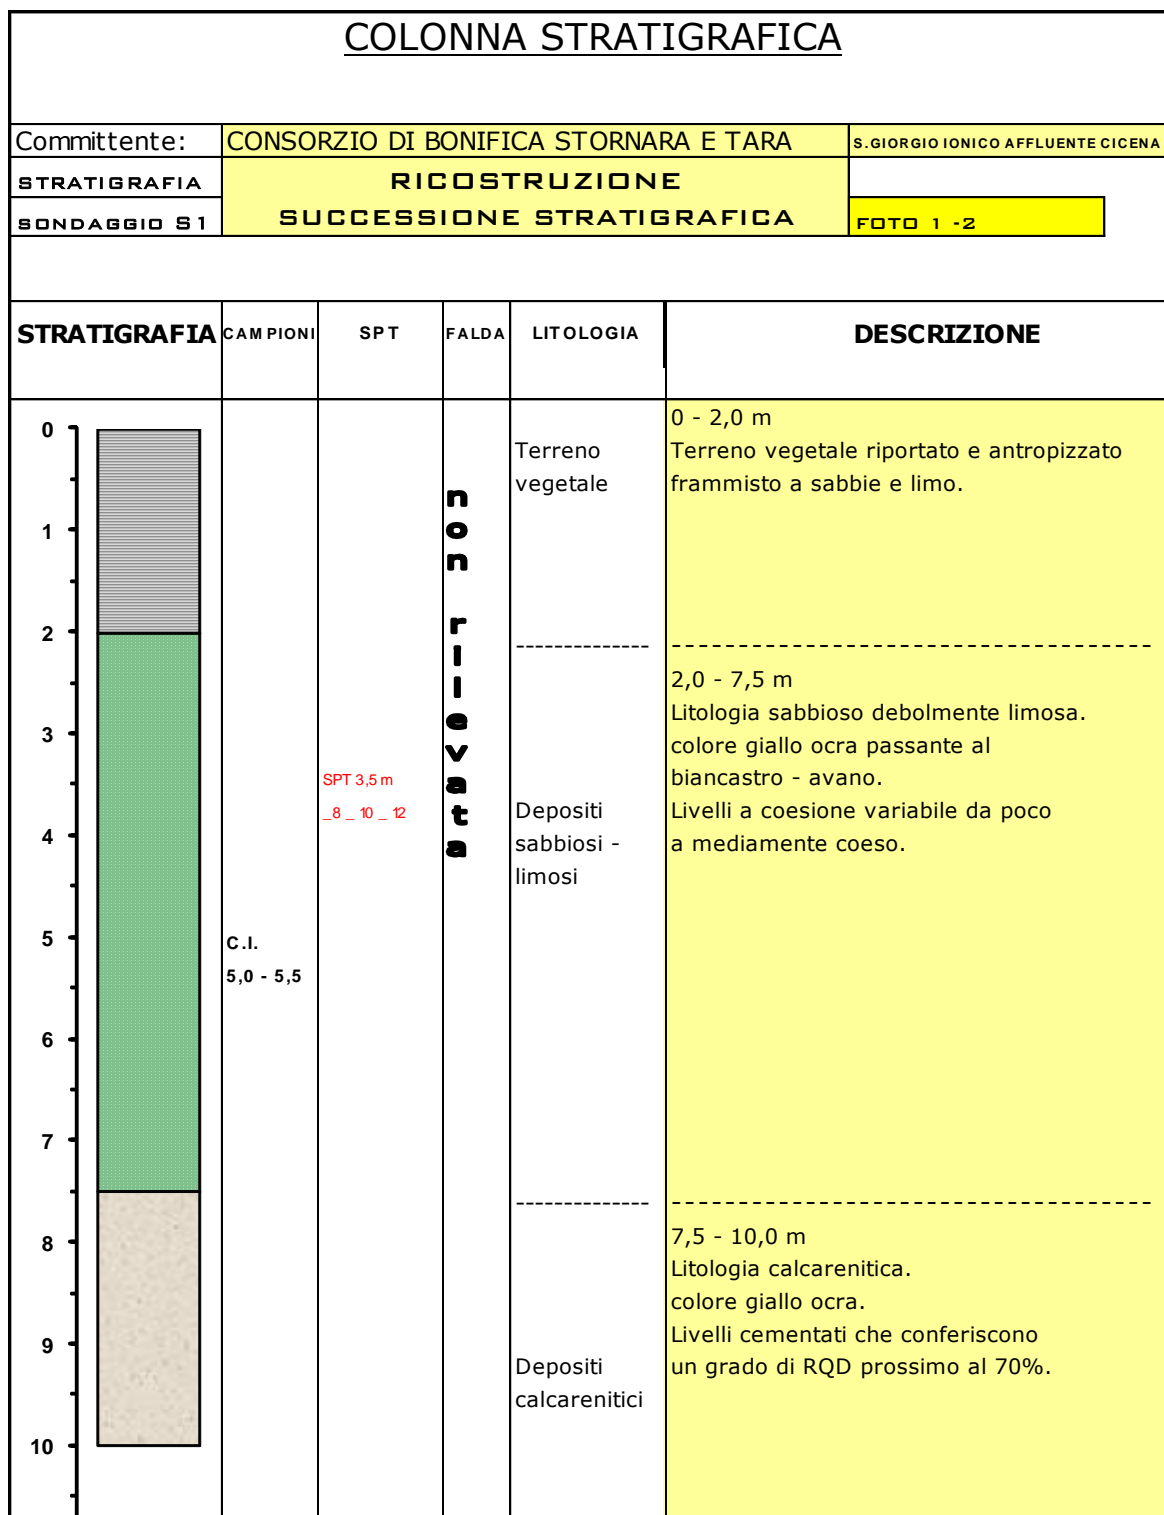 COLONNA STRATIGRAFICA
Committente: CONSORZIO DI BONIFICA STORNARA E TARA S.GIORGIO IONICO AFFLUENTE CICENA
STRATIGRAFIA
SONDAGGIO S1
RICOSTRUZIONE
SUCCESSIONE STRATIGRAFICA
FOTO 1 -2
STRATIGRAFIA CAMPIONI SPT FALDA LITOLOGIA DESCRIZIONE
0
1
2
3
4
5
6
7
8
9
10
C.I.
5,0 - 5,5
SPT 3,5 m
_8 _ 10 _ 12
non rilevata
Terreno
vegetale
--------------
Depositi
sabbiosi -
limosi
--------------
Depositi
calcarenitici
0 - 2,0 m
Terreno vegetale riportato e antropizzato
frammisto a sabbie e limo.
------------------------------------
2,0 - 7,5 m
Litologia sabbioso debolmente limosa.
colore giallo ocra passante al
biancastro - avano.
Livelli a coesione variabile da poco
a mediamente coeso.
------------------------------------
7,5 - 10,0 m
Litologia calcarenitica.
colore giallo ocra.
Livelli cementati che conferiscono
un grado di RQD prossimo al 70%.